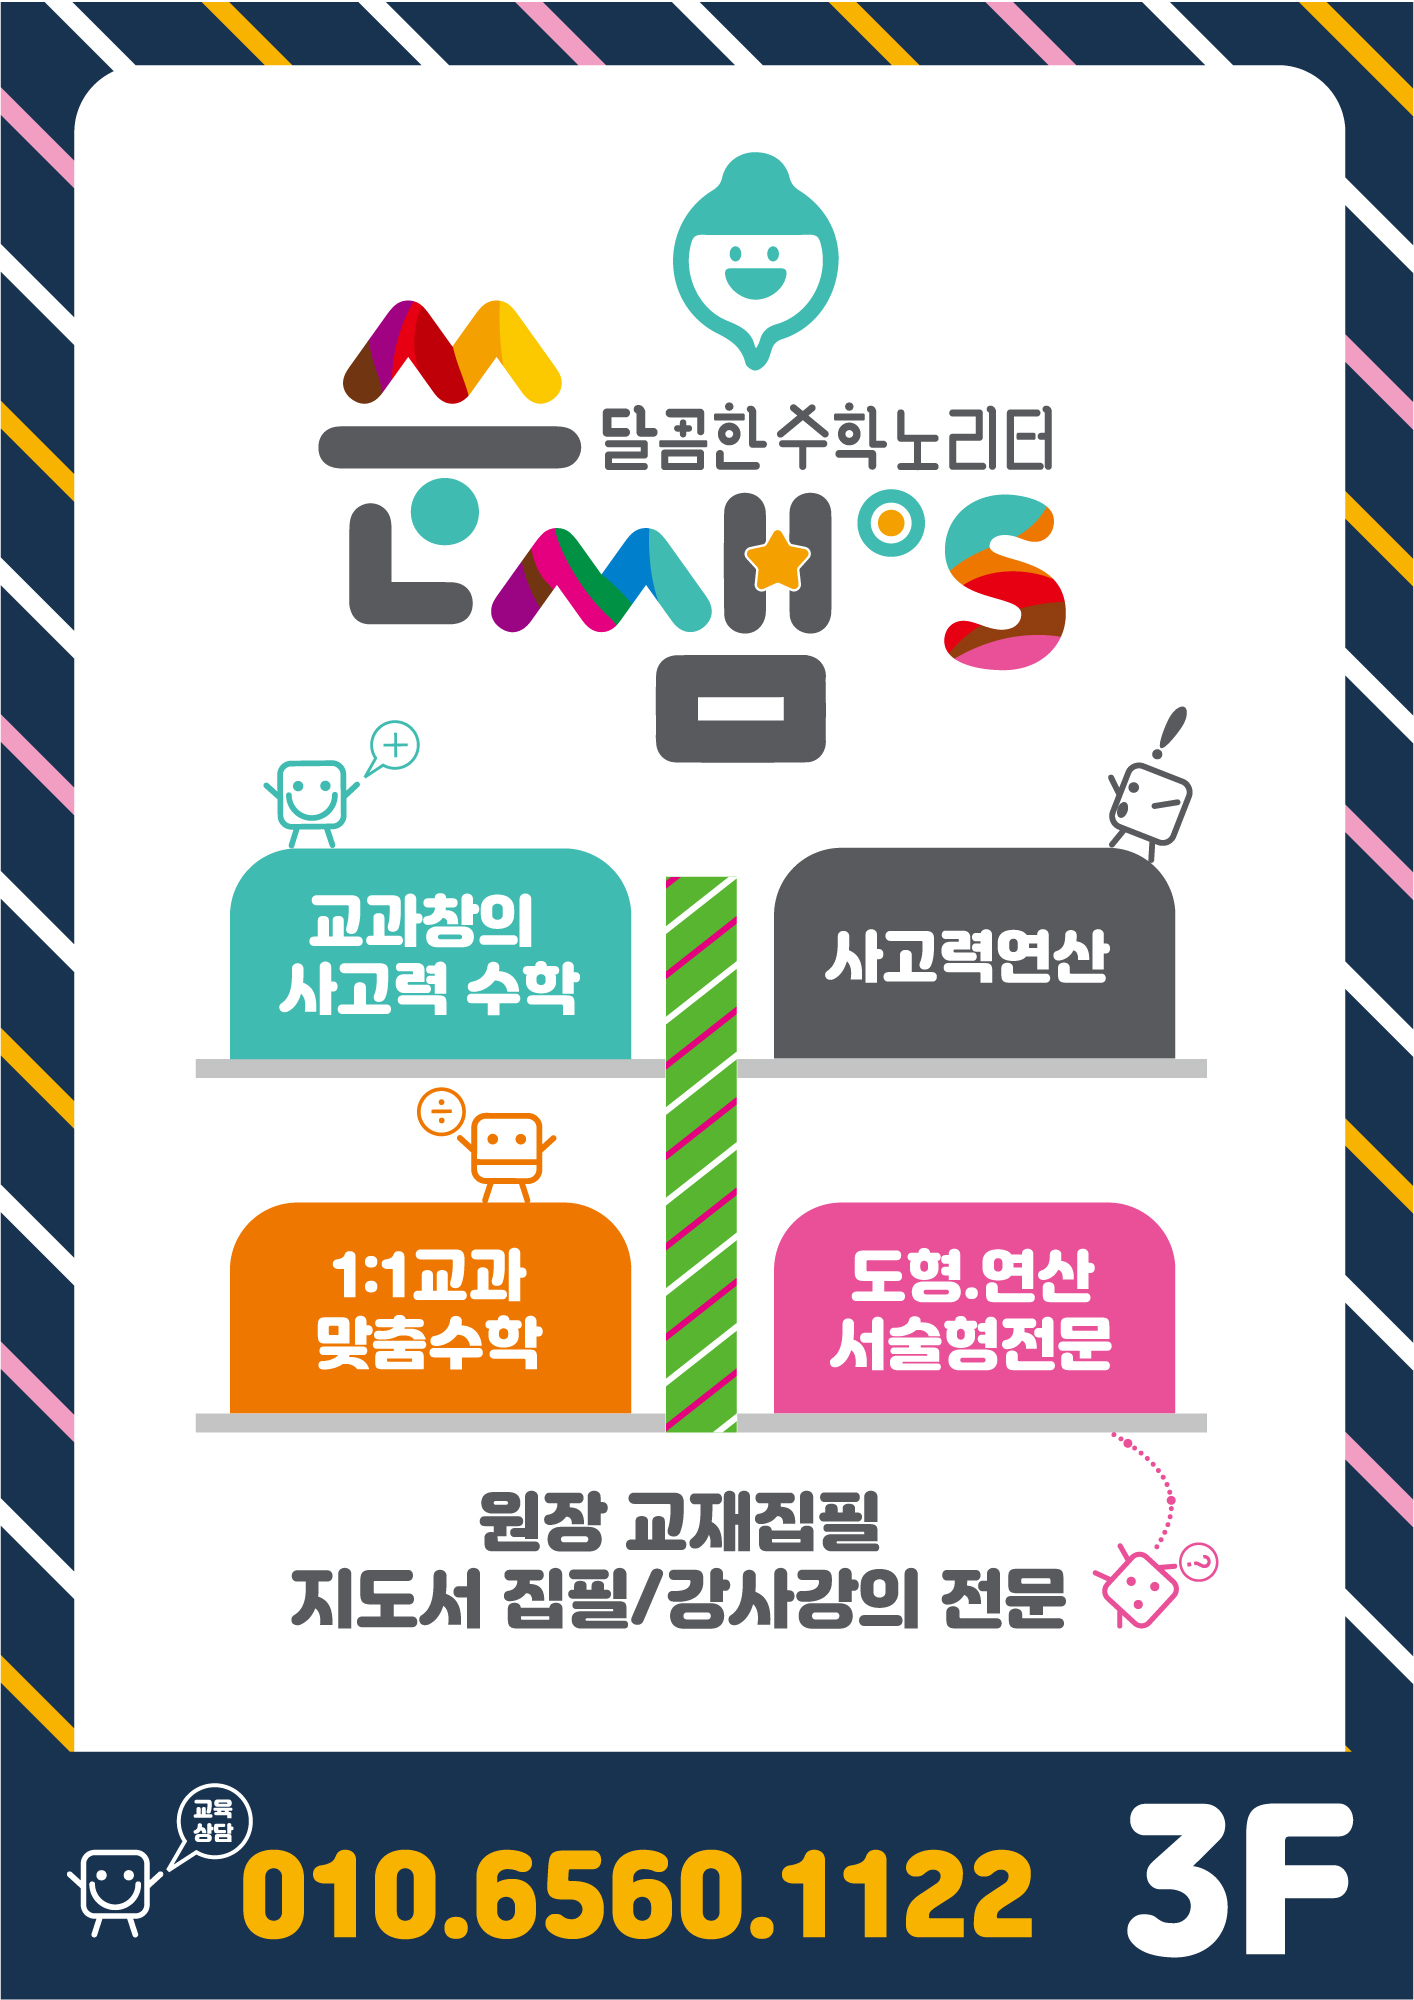 달콤한수학노리터
쑨쌤's
교과창의
사고력 수학
사고력연산
1:1교과
맞춤수학
도형.연산
서술형전문
원장 교재집필
지도서 집필/강사강의 전문
교육
상담
010.6560.1122
3F